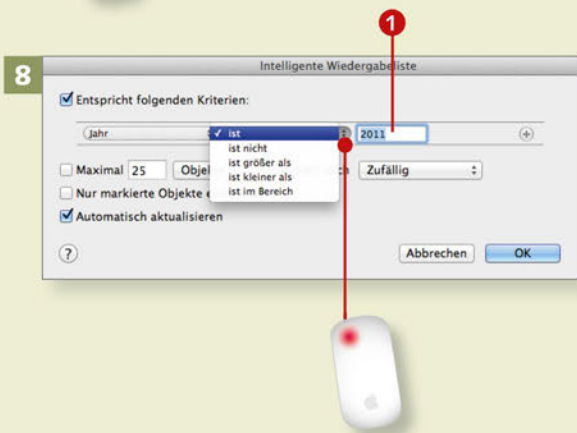 1
8
Intelligente Wiedergabeliste
Entspricht folgenden Kriterien:
Jahr ist 2011
ist nicht
ist größer als
ist kleiner als
ist im Bereich
Maximal 25 Zufällig
Nur markierte Objekte
Automatisch aktualisieren
? Abbrechen OK